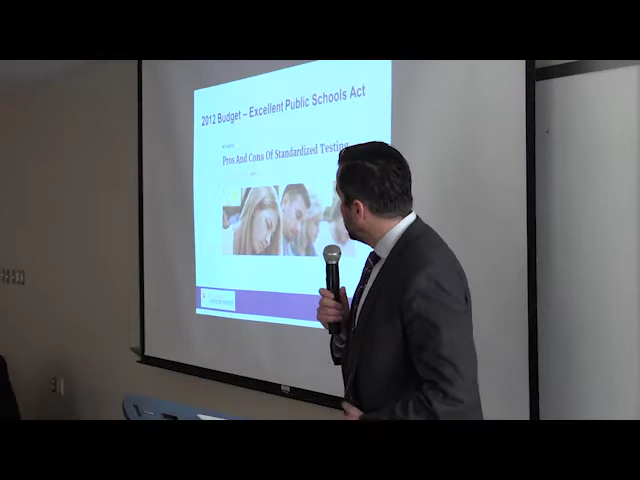 2012 Budget – Excellent Public Schools Act
Pros And Cons Of Standardized Testing